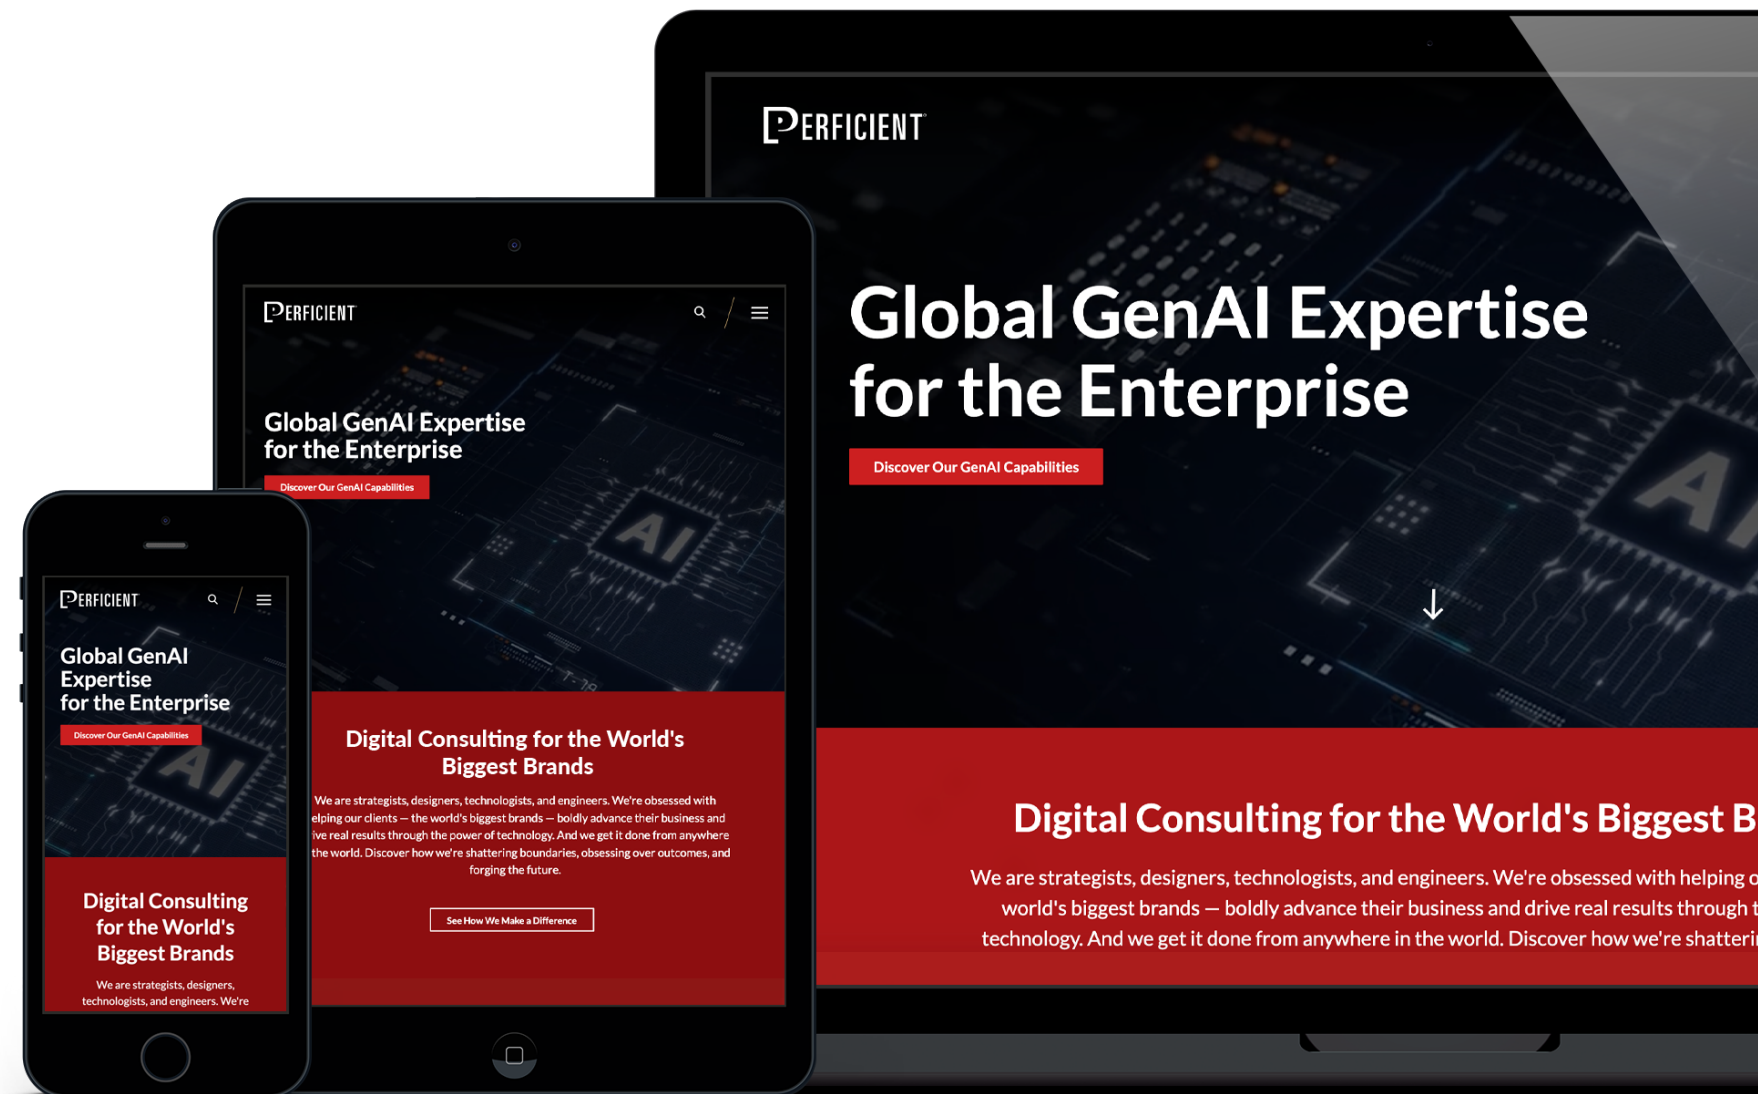 PERFICIENT
Global GenAI Expertise
for the Enterprise
Discover Our GenAI Capabilities
AI
Digital Consulting for the World's Biggest B
We are strategists, designers, technologists, and engineers. We're obsessed with helping o
world's biggest brands — boldly advance their business and drive real results through t
technology. And we get it done from anywhere in the world. Discover how we're shatteri
PERFICIENT
Global GenAI Expertise
for the Enterprise
Discover Our GenAI Capabilities
AI
Digital Consulting for the World's
Biggest Brands
We are strategists, designers, technologists, and engineers. We're obsessed with
elping our clients — the world's biggest brands — boldly advance their business and
ive real results through the power of technology. And we get it done from anywhere
the world. Discover how we're shattering boundaries, obsessing over outcomes, and
forging the future.
See How We Make a Difference
PERFICIENT
Global GenAI
Expertise
for the Enterprise
Discover Our GenAI Capabilities
AI
Digital Consulting
for the World's
Biggest Brands
We are strategists, designers,
technologists, and engineers. We're